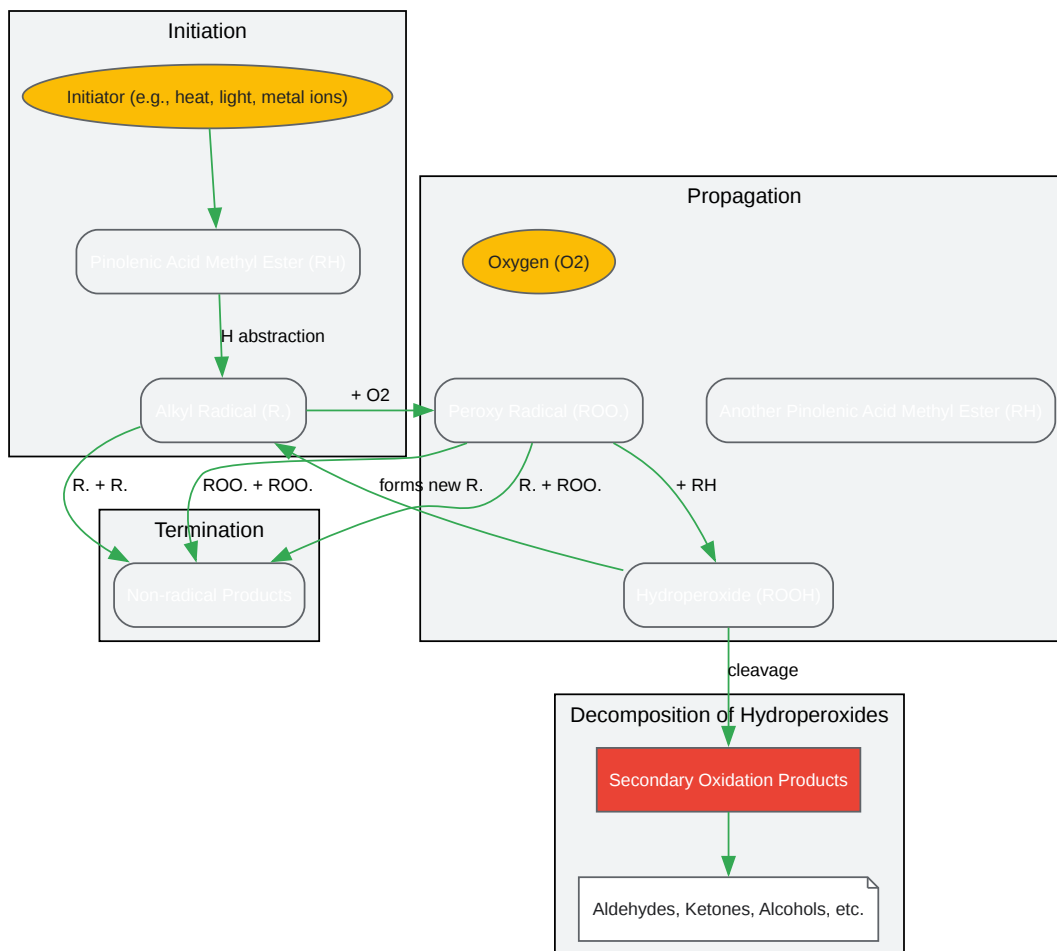 Initiation
Initiator (e.g., heat, light, metal ions)
Propagation
Pinolenic Acid Methyl Ester (RH)
Oxygen (O2)
H abstraction
Alkyl Radical (R.)
+ O2
Peroxy Radical (ROO.)
Another Pinolenic Acid Methyl Ester (RH)
R. + R.
ROO. + ROO.
forms new R.
R. + ROO.
+ RH
Termination
Non-radical Products
Hydroperoxide (ROOH)
cleavage
Decomposition of Hydroperoxides
Secondary Oxidation Products
Aldehydes, Ketones, Alcohols, etc.